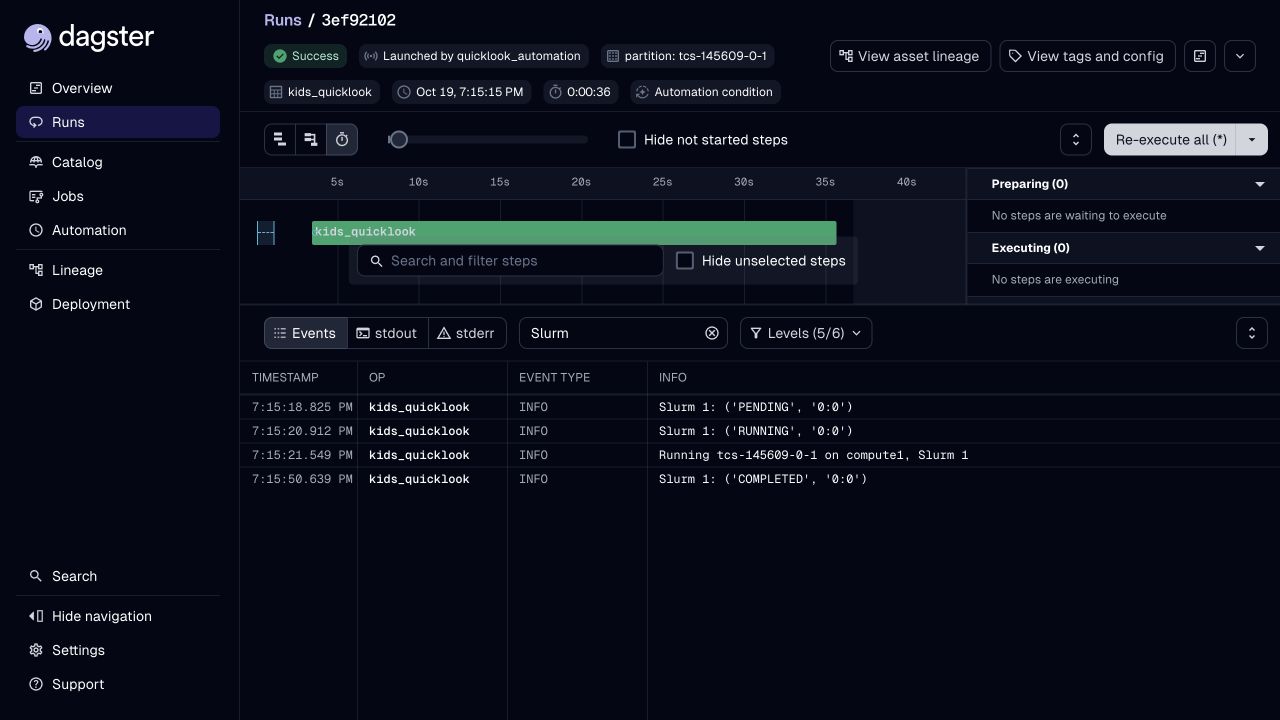 dagster
Overview
Runs
Catalog
Jobs
Automation
Lineage
Deployment
Search
Hide navigation
Settings
Support
Runs / 3ef92102
Success
Launched by quicklook_automation
partition: tcs-145609-0-1
View asset lineage
View tags and config
kids_quicklook
Oct 19, 7:15:15 PM
0:00:36
Automation condition
Hide not started steps
Re-execute all (*)
5s 10s 15s 20s 25s 30s 35s 40s
kids_quicklook
Search and filter steps
Hide unselected steps
Preparing (0)
No steps are waiting to execute
Executing (0)
No steps are executing
Events stdout stderr
Slurm
Levels (5/6)
TIMESTAMP OP EVENT TYPE INFO
7:15:18.825 PM kids_quicklook INFO Slurm 1: ('PENDING', '0:0')
7:15:20.912 PM kids_quicklook INFO Slurm 1: ('RUNNING', '0:0')
7:15:21.549 PM kids_quicklook INFO Running tcs-145609-0-1 on compute1, Slurm 1
7:15:50.639 PM kids_quicklook INFO Slurm 1: ('COMPLETED', '0:0')